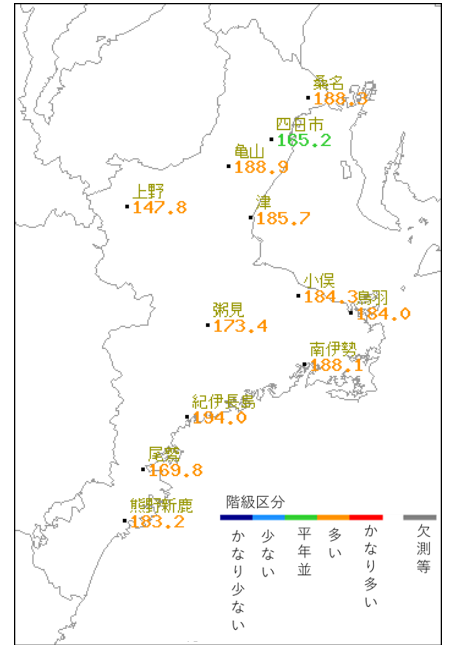 桑名
188.3
四日市
165.2
亀山
188.9
上野
147.8
津
185.7
小俣
184.3
鳥羽
184.0
粥見
173.4
南伊勢
188.1
紀伊長島
194.0
尾鷲
169.8
熊野新鹿
183.2
階級区分
かなり少ない
少ない
平年並
多い
かなり多い
欠測等